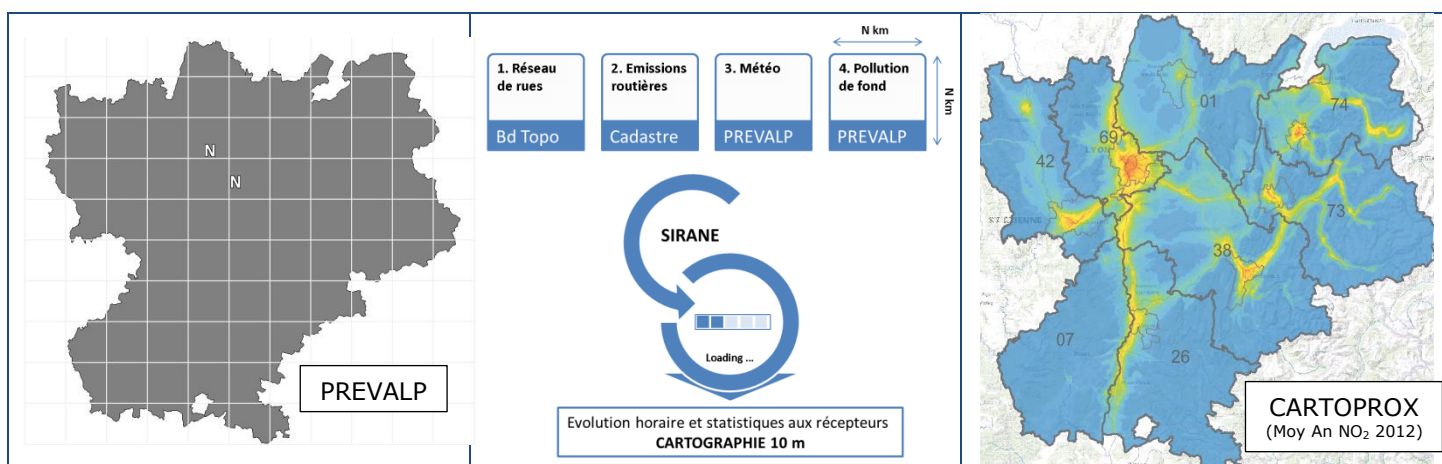 N
N
PREVALP
N km
1. Réseau
de rues
Bd Topo
2. Emissions
routières
Cadastre
3. Météo
PREVALP
4. Pollution
de fond
PREVALP
N km
SIRANE
Loading ...
Evolution horaire et statistiques aux récepteurs
CARTOGRAPHIE 10 m
01
74
69
LYON
42
73
38
07
26
CARTOPROX
(Moy An NO₂ 2012)